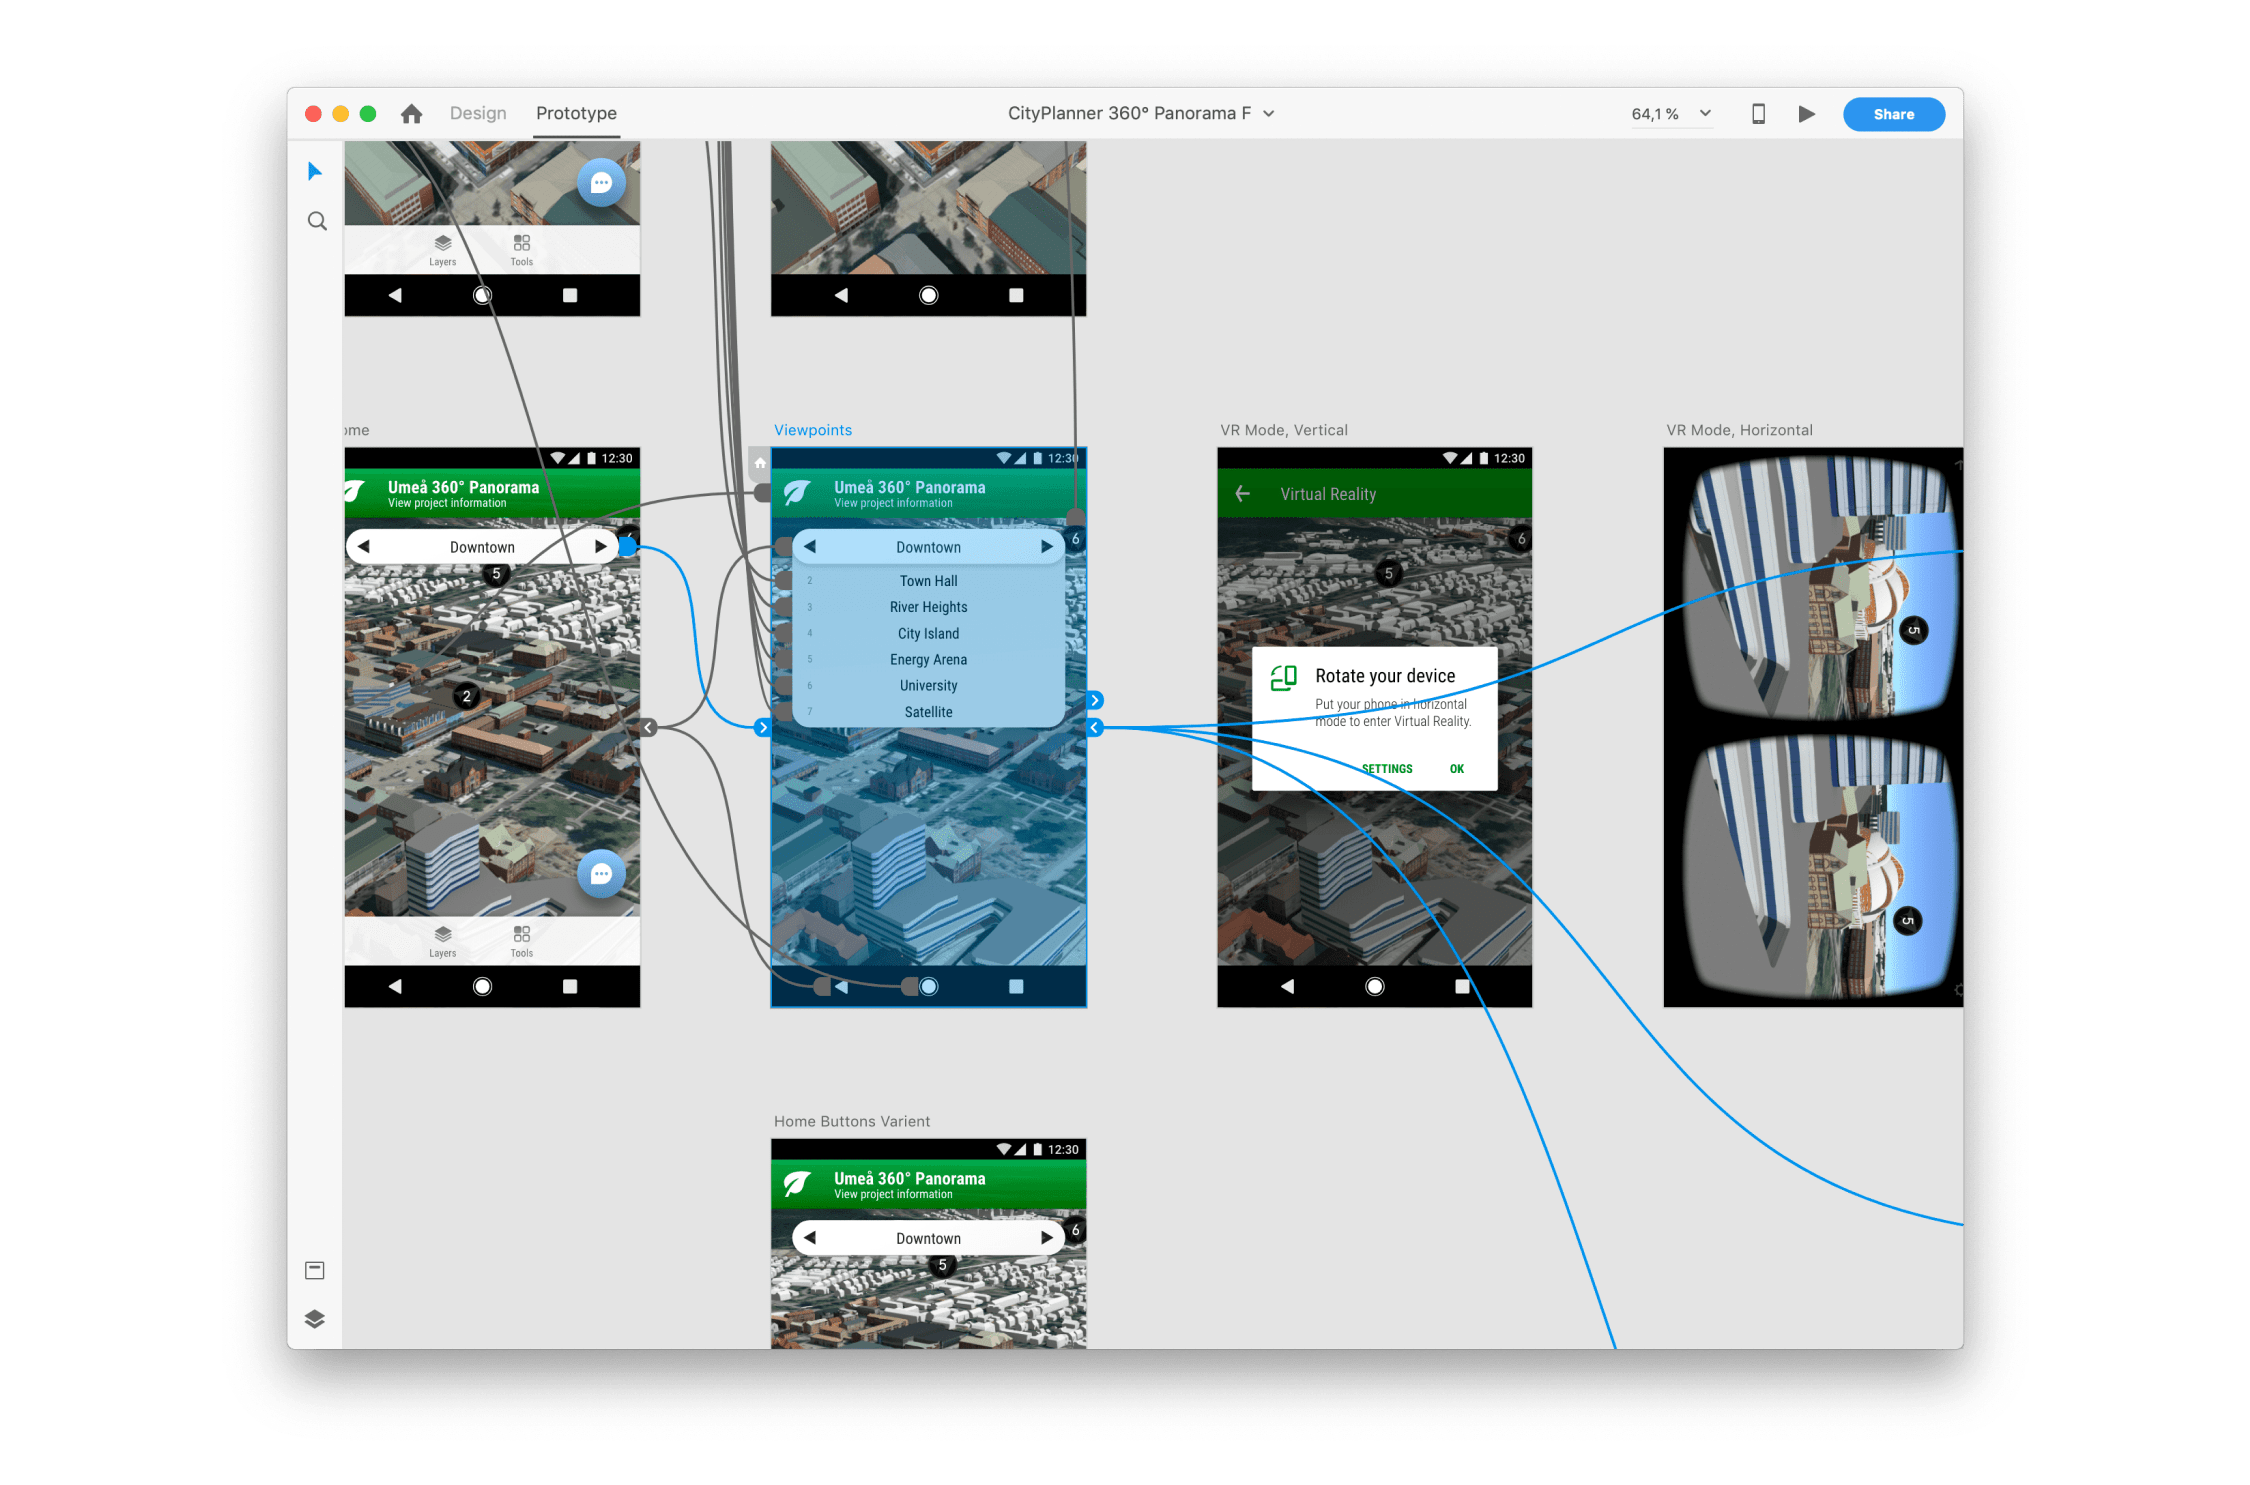 Design
Prototype
CityPlanner 360° Panorama F
64,1 %
Share
Layers
Tools
ome
12:30
Umeå 360° Panorama
View project information
Downtown
5
2
Layers
Tools
Viewpoints
12:30
Umeå 360° Panorama
View project information
Downtown
6
2 Town Hall
3 River Heights
4 City Island
5 Energy Arena
6 University
7 Satellite
VR Mode, Vertical
12:30
Virtual Reality
6
5
Rotate your device
Put your phone in horizontal
mode to enter Virtual Reality.
SETTINGS
OK
VR Mode, Horizontal
5
5
Home Buttons Varient
12:30
Umeå 360° Panorama
View project information
Downtown
6
5